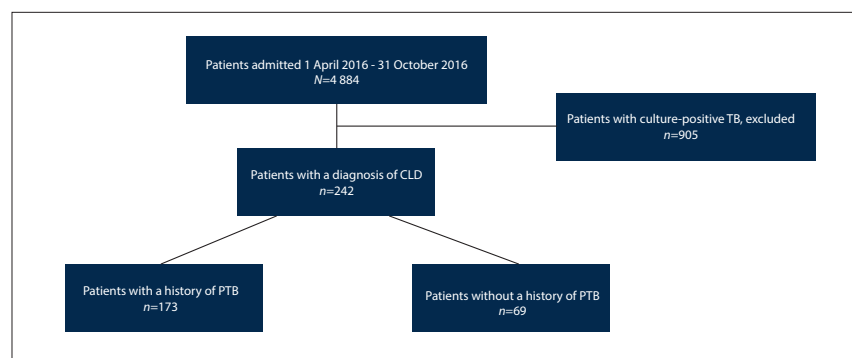 Patients admitted 1 April 2016 - 31 October 2016
N=4 884
Patients with culture-positive TB, excluded
n=905
Patients with a diagnosis of CLD
n=242
Patients with a history of PTB
n=173
Patients without a history of PTB
n=69